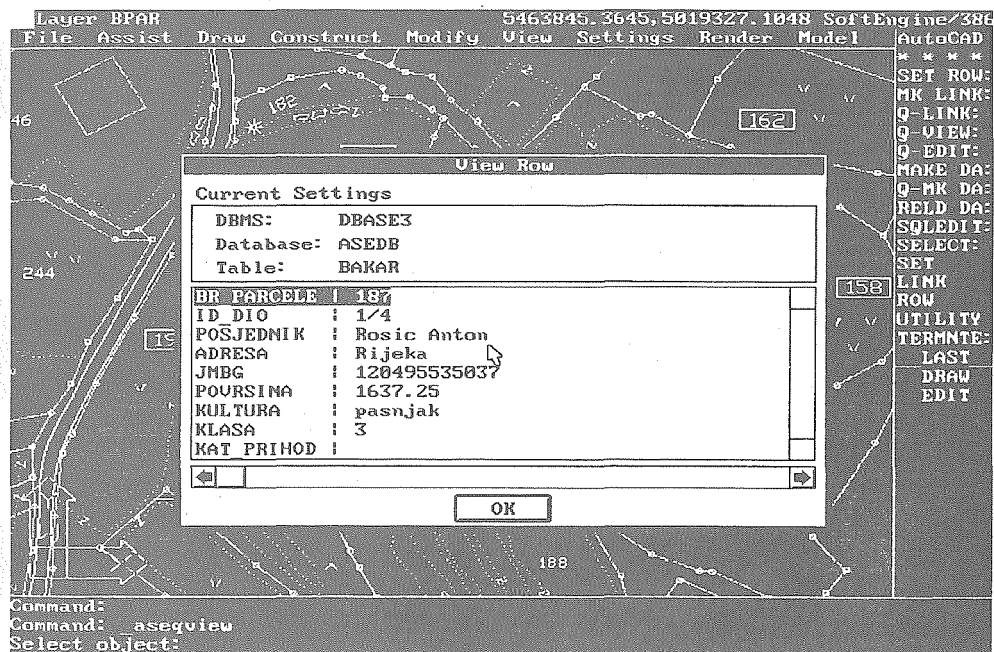 Layer BPAR 5463845.3645,5019327.1048 SoftEngine/386
File Assist Draw Construct Modify View Settings Render Model
AutoCAD
* * * *
SET ROW:
MK LINK:
Q-LINK:
Q-VIEW:
Q-EDIT:
MAKE DA:
Q-MK DA:
RELD DA:
SQLEDIT:
SELECT:
SET
LINK
ROW
UTILITY
TERMNTE:
LAST
DRAW
EDIT
46
182
162
244
158
19
188
View Row
Current Settings
DBMS: DBASE3
Database: ASEDB
Table: BAKAR
BR_PARCELE | 187
ID_DIO | 1/4
POSJEDNIK | Rosic Anton
ADRESA | Rijeka
JMBG | 120495535037
POVRSINA | 1637.25
KULTURA | pasnjak
KLASA | 3
KAT_PRIHOD |
OK
Command:
Command: _aseqview
Select object: